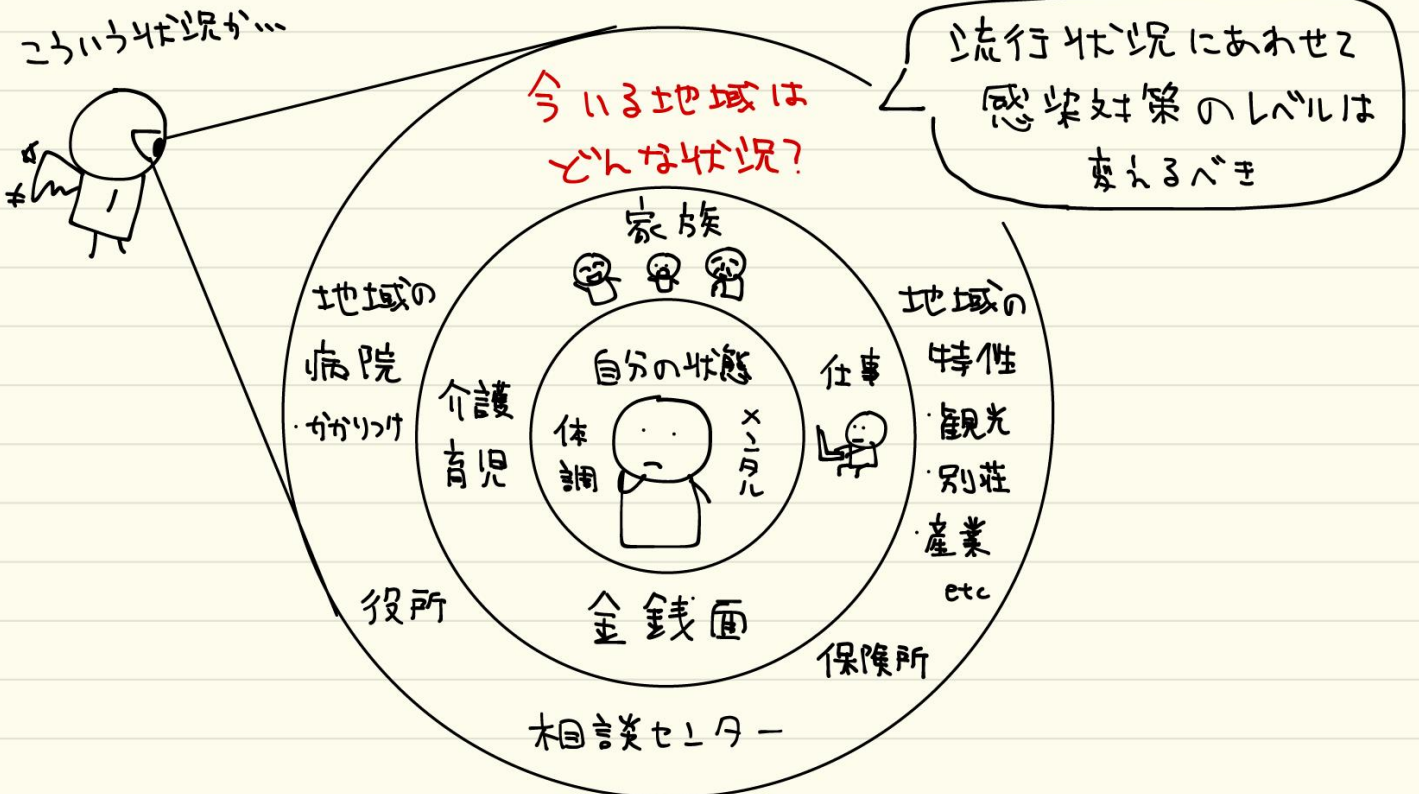 こういう状況か…
流行状況にあわせて
感染対策のレベルは
変えるべき
今いる地域は
どんな状況?
家族
地域の
病院
・かかりつけ
介護
育児
自分の状態
体調
メンタル
仕事
地域の
特性
・観光
・別荘
・産業
etc
役所
金銭面
保険所
相談センター